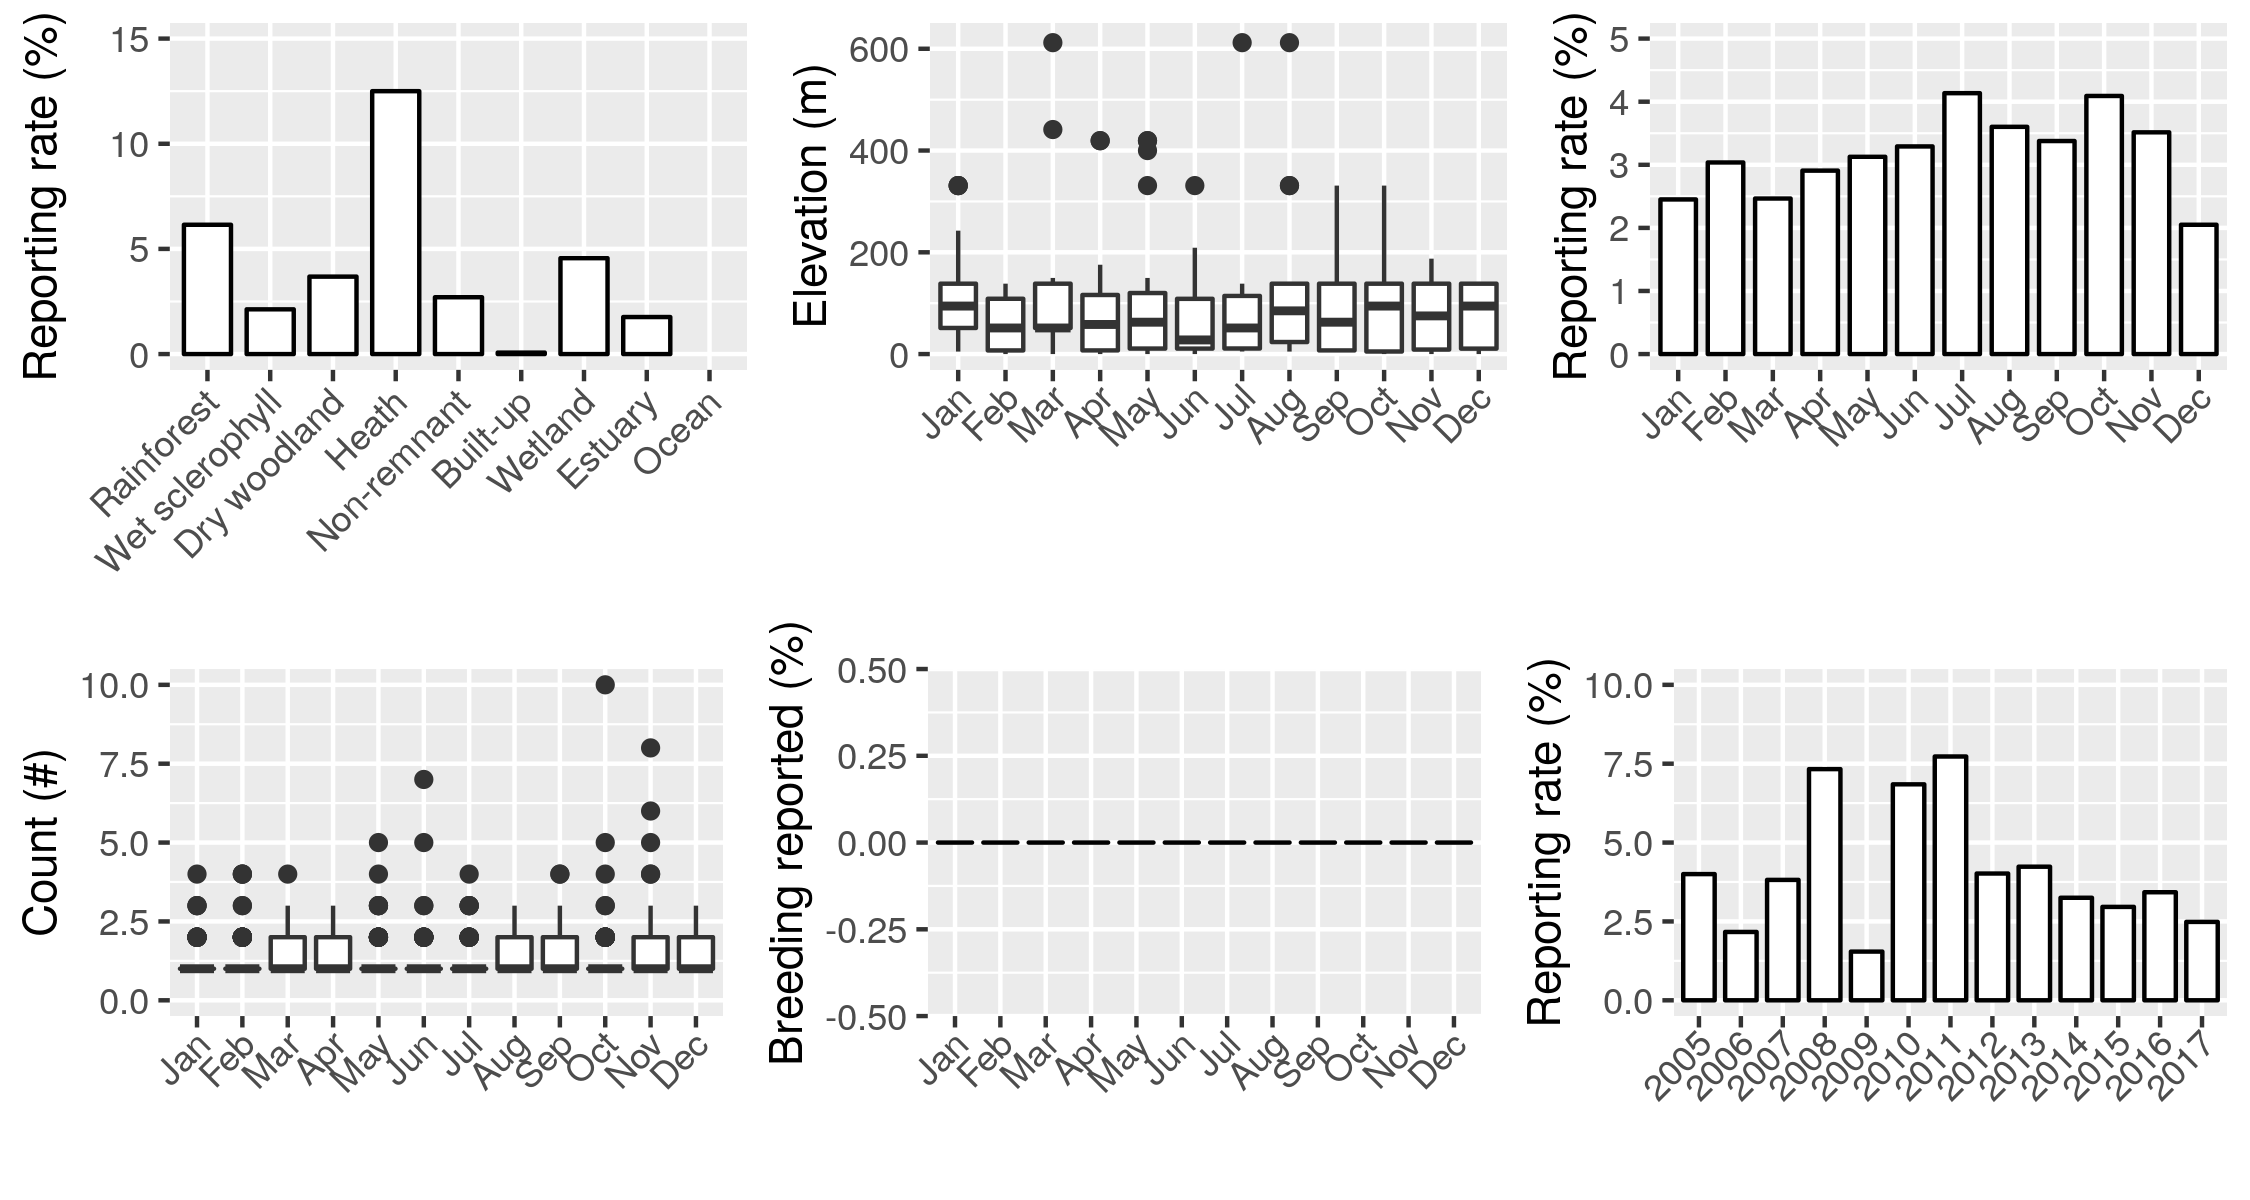 Reporting rate (%)
15
10
5
0
Rainforest
Wet sclerophyll
Dry woodland
Heath
Non-remnant
Built-up
Wetland
Estuary
Ocean
Elevation (m)
600
400
200
0
Jan
Feb
Mar
Apr
May
Jun
Jul
Aug
Sep
Oct
Nov
Dec
Reporting rate (%)
5
4
3
2
1
0
Jan
Feb
Mar
Apr
May
Jun
Jul
Aug
Sep
Oct
Nov
Dec
Count (#)
10.0
7.5
5.0
2.5
0.0
Jan
Feb
Mar
Apr
May
Jun
Jul
Aug
Sep
Oct
Nov
Dec
Breeding reported (%)
0.50
0.25
0.00
-0.25
-0.50
Jan
Feb
Mar
Apr
May
Jun
Jul
Aug
Sep
Oct
Nov
Dec
Reporting rate (%)
10.0
7.5
5.0
2.5
0.0
2005
2006
2007
2008
2009
2010
2011
2012
2013
2014
2015
2016
2017